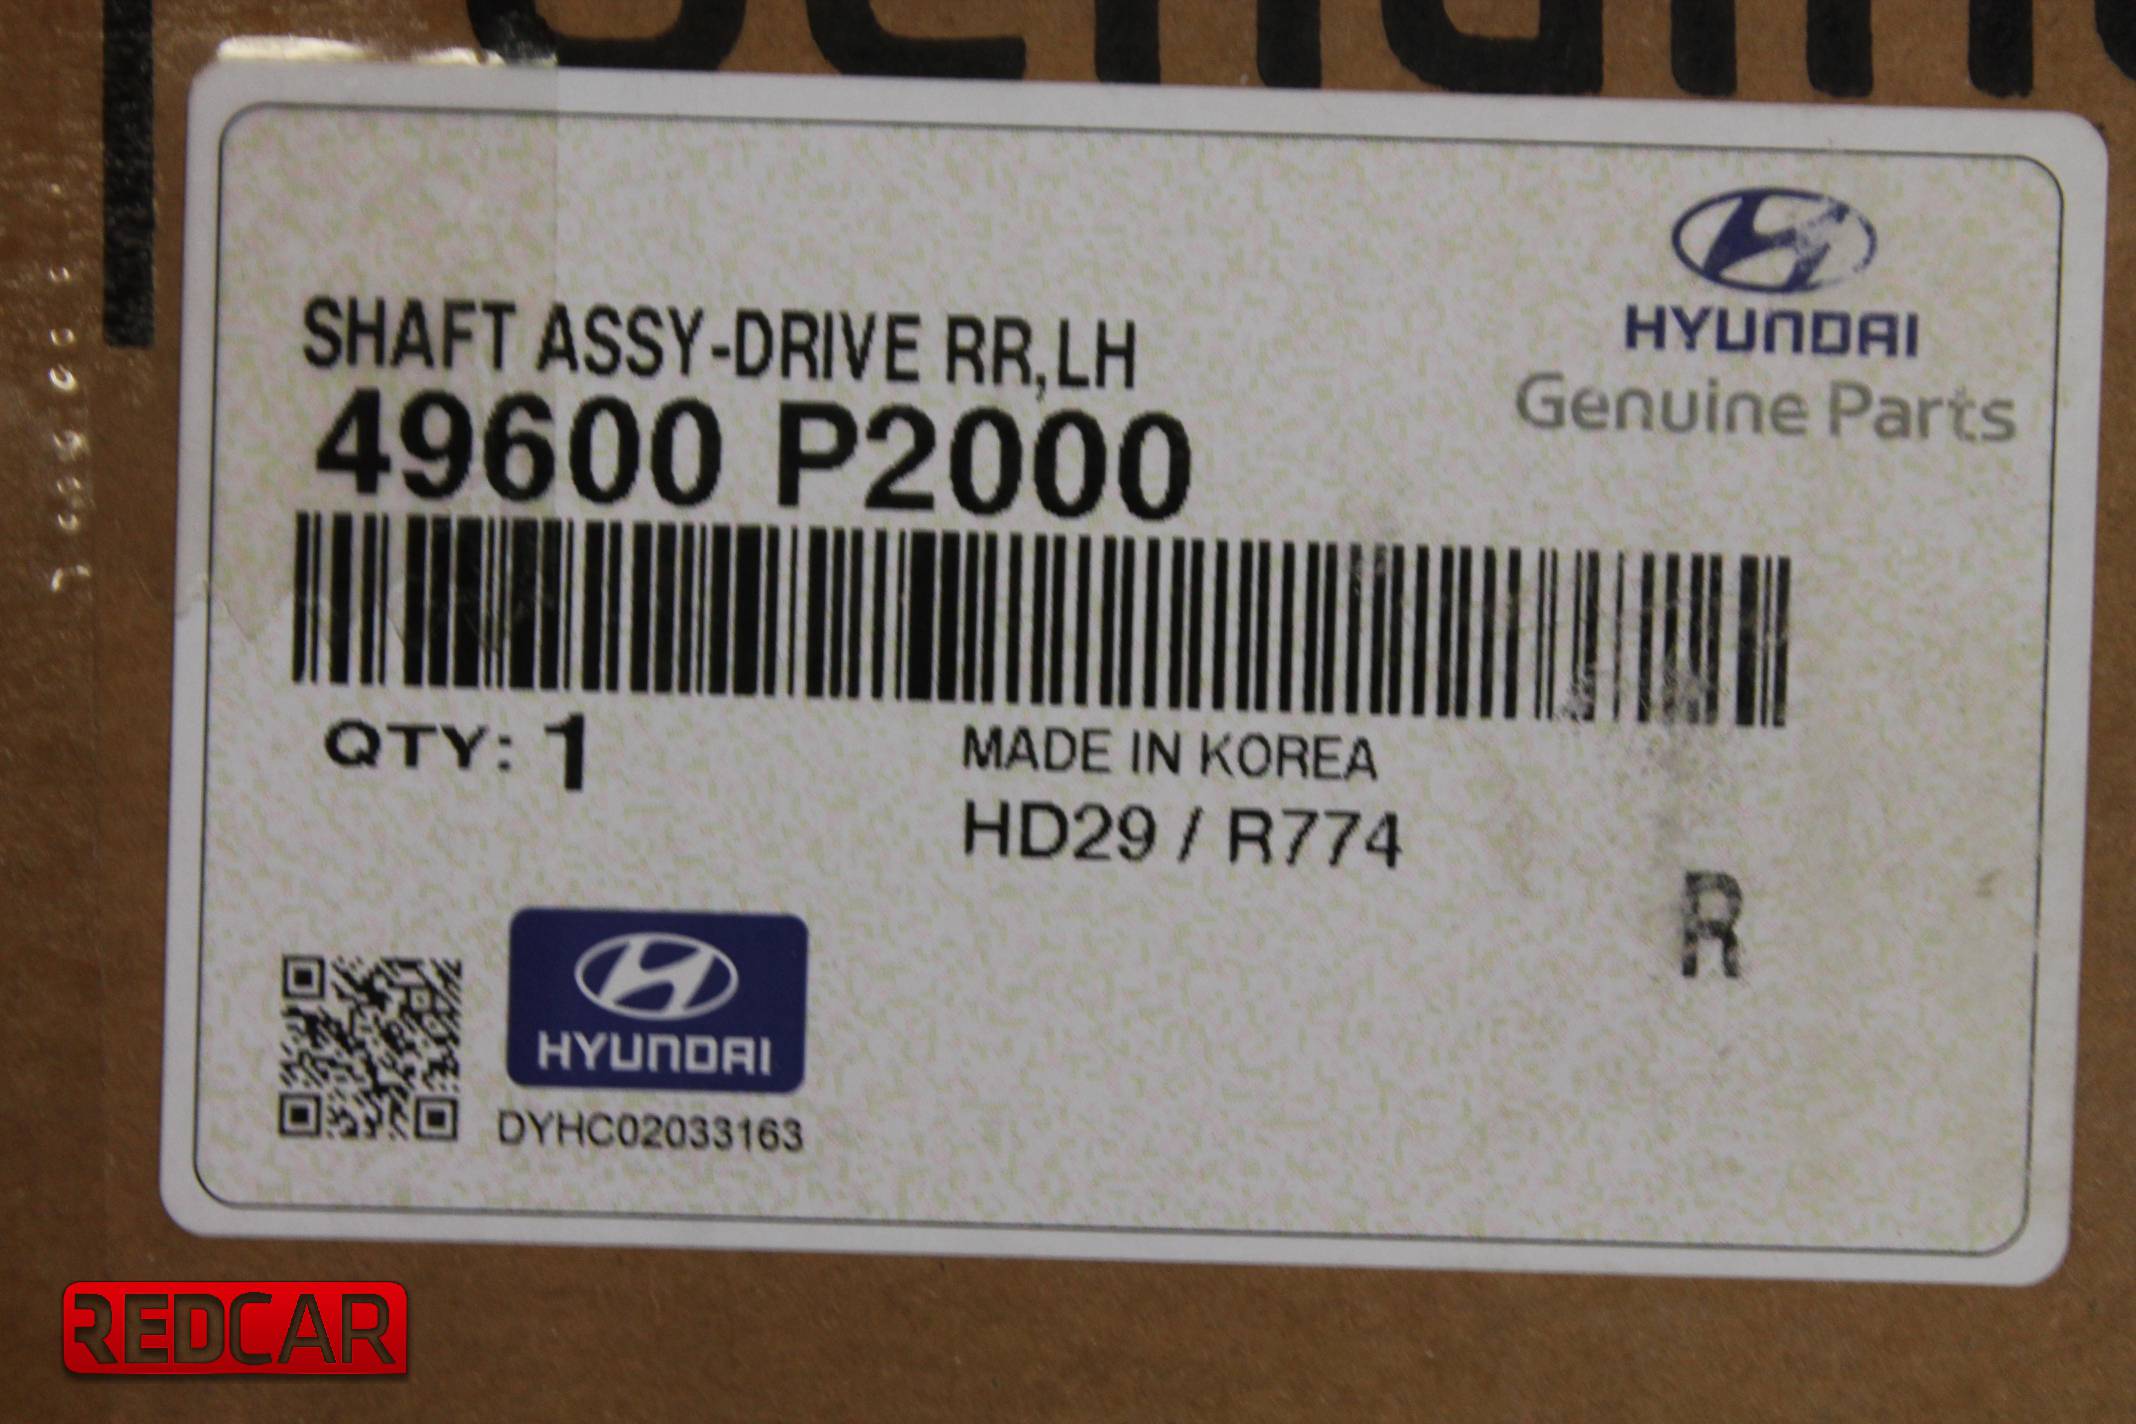 Genuine
HYUNDAI
Genuine Parts
SHAFT ASSY-DRIVE RR,LH
49600 P2000
QTY: 1
MADE IN KOREA
HD29 / R774
R
HYUNDAI
DYHC02033163
REDCAR